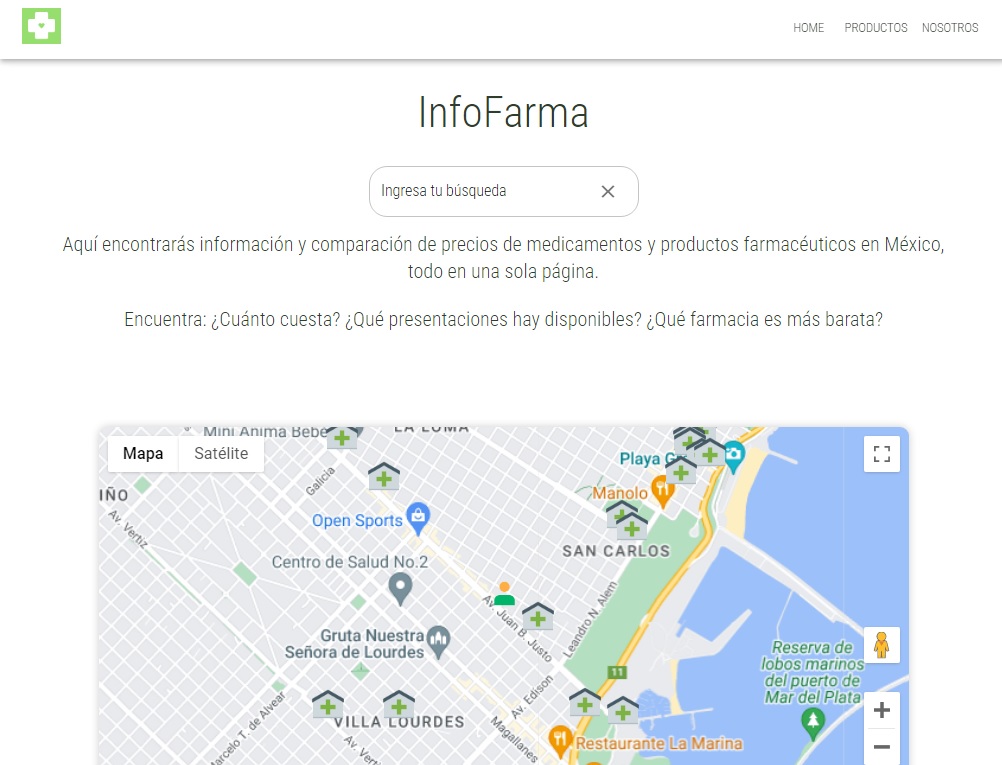 HOME PRODUCTOS NOSOTROS
InfoFarma
Ingresa tu búsqueda
Aquí encontrarás información y comparación de precios de medicamentos y productos farmacéuticos en México,
todo en una sola página.
Encuentra: ¿Cuánto cuesta? ¿Qué presentaciones hay disponibles? ¿Qué farmacia es más barata?
Mini Anima Bebe
LA LOMA
Mapa
Satélite
Playa
IÑO
Galicia
Manolo
Av. Vertiz
Open Sports
SAN CARLOS
Centro de Salud No.2
Av. Juan B. Justo
Leandro N. Alem
Gruta Nuestra
Señora de Lourdes
11
Reserva de
lobos marinos
del puerto de
Mar del Plata
Av. Edison
VILLA LOURDES
Magallanes
Marcelo T. de Alvear
Av. Ve
Restaurante La Marina